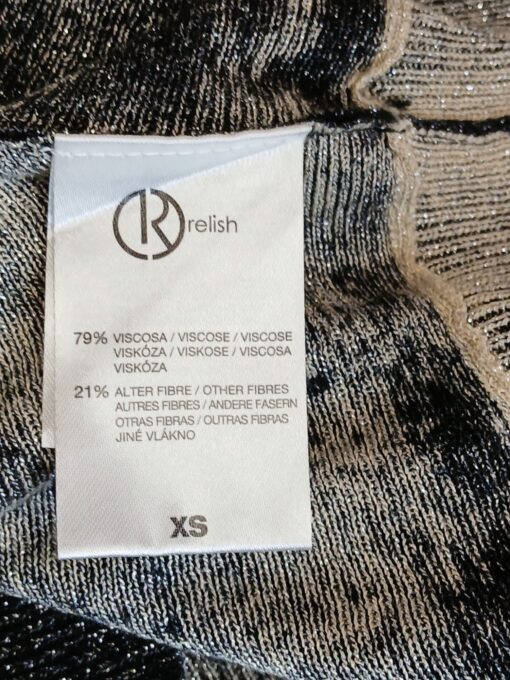 R relish
79% VISCOSA / VISCOSE / VISCOSE
VISKÓZA / VISKOSE / VISCOSA
VISKÓZA
21% ALTER FIBRE / OTHER FIBRES
AUTRES FIBRES / ANDERE FASERN
OTRAS FIBRAS / OUTRAS FIBRAS
JINÉ VLÁKNO
XS